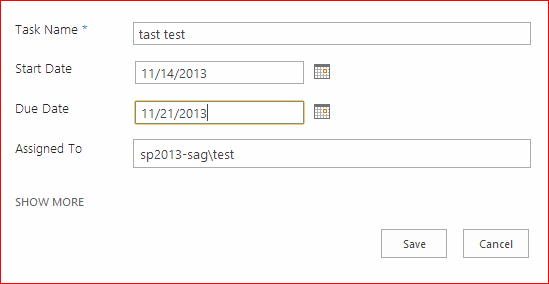 Task Name * tast test
Start Date 11/14/2013
Due Date 11/21/2013
Assigned To sp2013-sag\test
SHOW MORE
Save Cancel